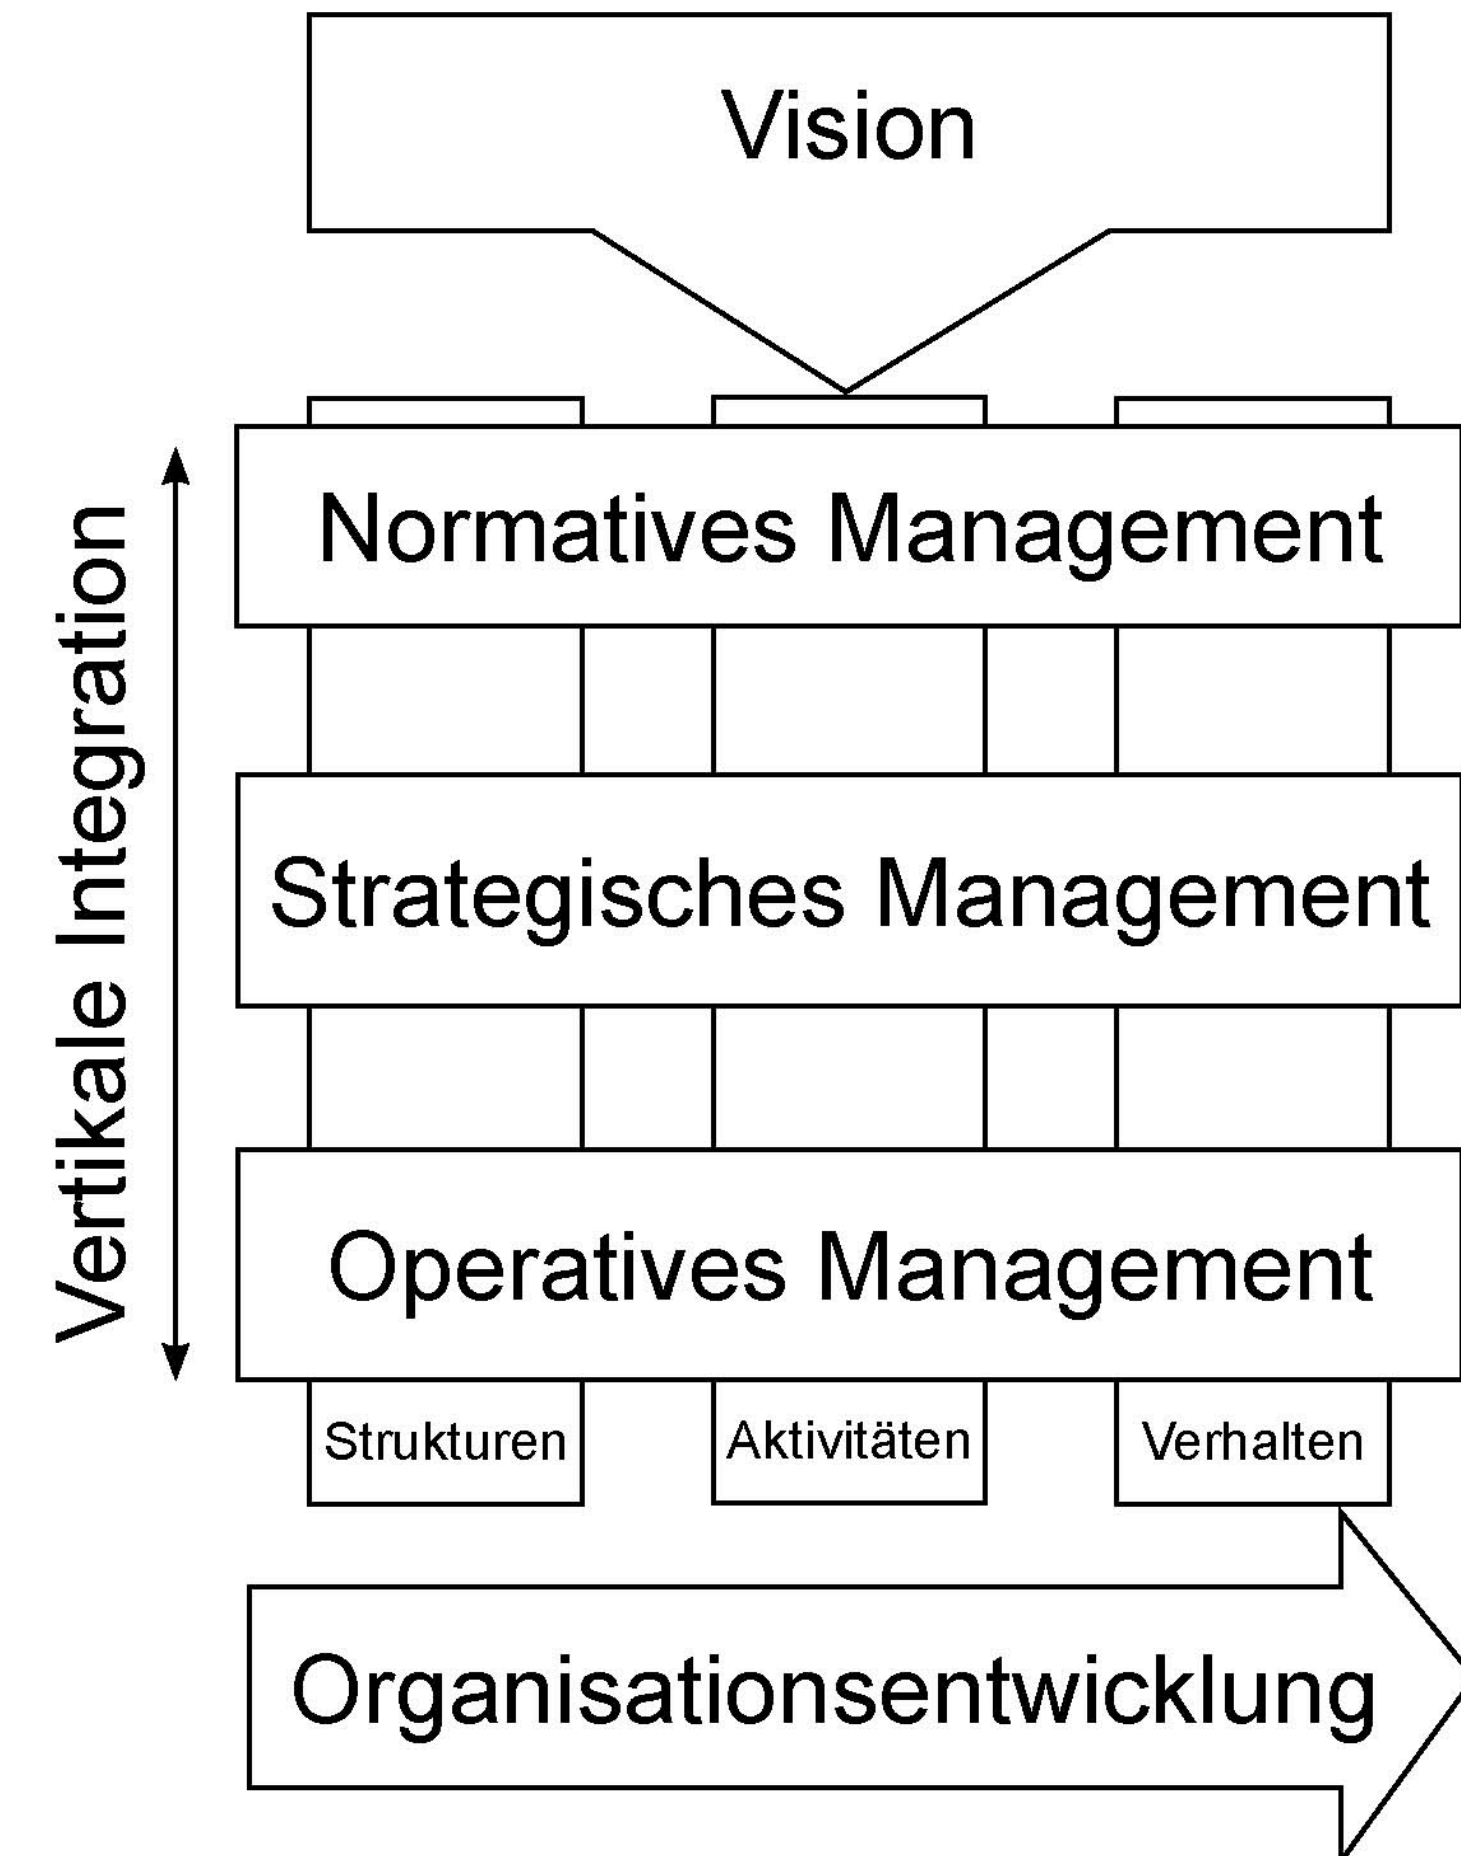 Vision
Vertikale Integration
Normatives Management
Strategisches Management
Operatives Management
Strukturen
Aktivitäten
Verhalten
Organisationsentwicklung